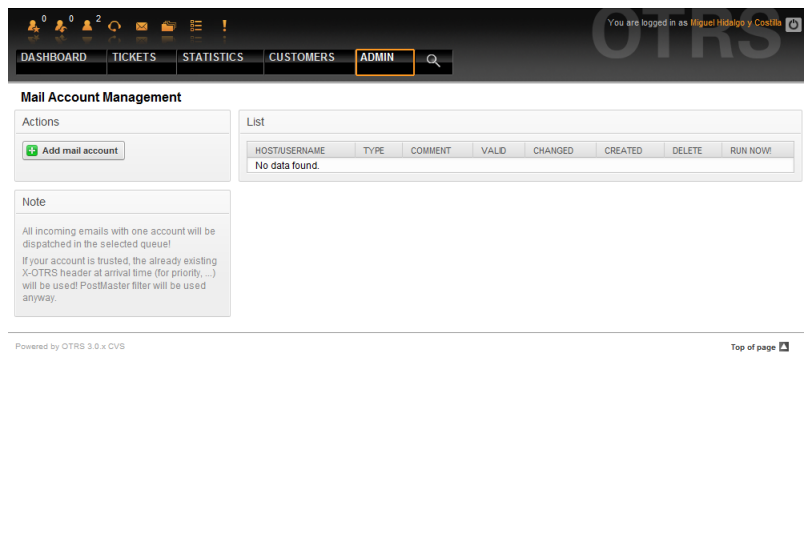 0 0 2
You are logged in as Miguel Hidalgo y Costilla
OTRS
DASHBOARD TICKETS STATISTICS CUSTOMERS ADMIN
Mail Account Management
Actions
Add mail account
List
HOST/USERNAME TYPE COMMENT VALID CHANGED CREATED DELETE RUN NOW!
No data found.
Note
All incoming emails with one account will be
dispatched in the selected queue!
If your account is trusted, the already existing
X-OTRS header at arrival time (for priority, ...)
will be used! PostMaster filter will be used
anyway.
Powered by OTRS 3.0.x CVS
Top of page